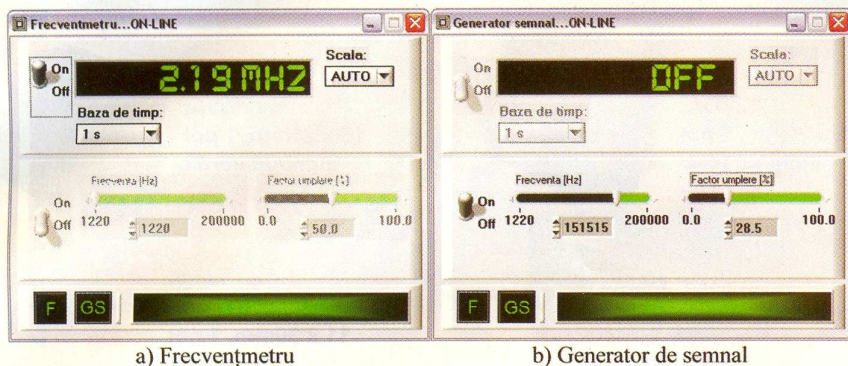 Frecventmetru...ON-LINE
On
Off
2.19MHZ
Scala:
AUTO
Baza de timp:
1 s
On
Off
Frecventa [Hz]
1220
200000
1220
Factor umplere [%]
0.0
100.0
50.0
F
GS
a) Frecvenţmetru
Generator semnal...ON-LINE
On
Off
OFF
Scala:
AUTO
Baza de timp:
1 s
On
Off
Frecventa [Hz]
1220
200000
151515
Factor umplere [%]
0.0
100.0
28.5
F
GS
b) Generator de semnal